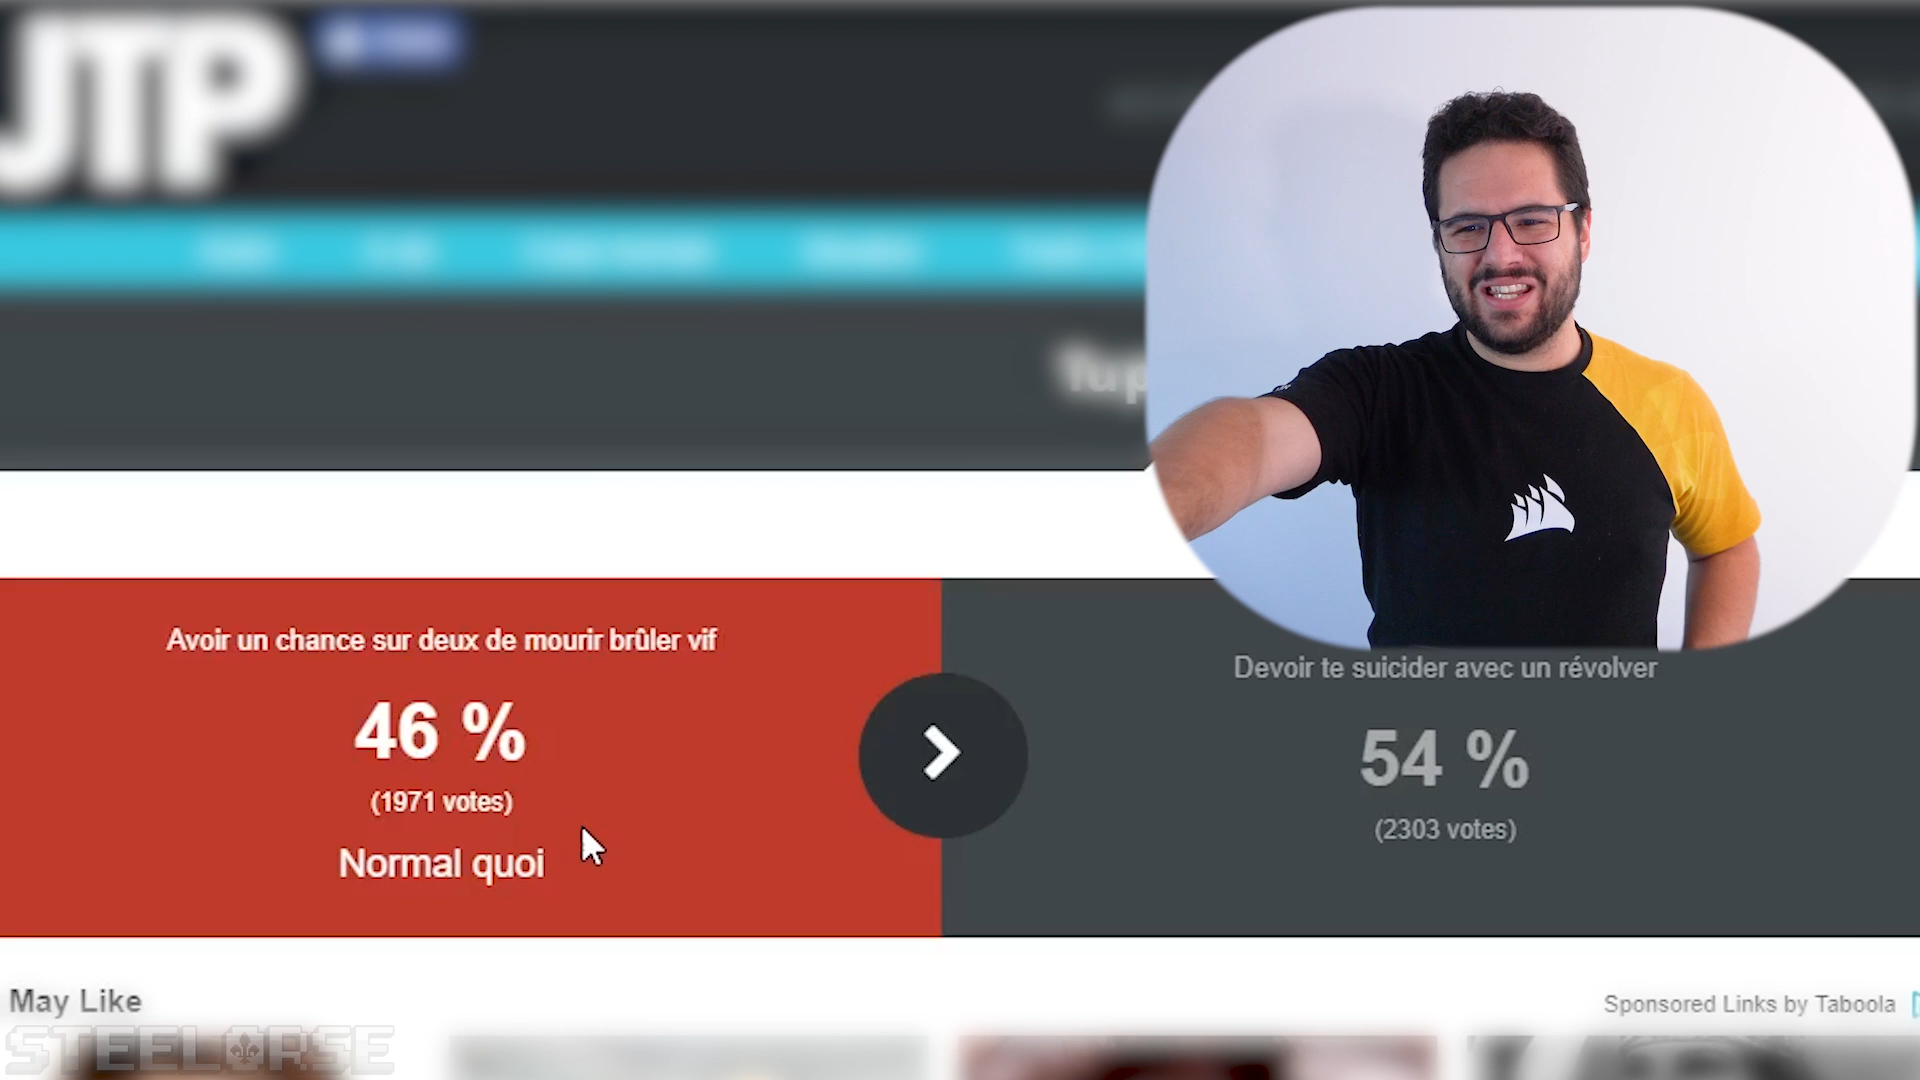 JTP
Tu p
Avoir un chance sur deux de mourir brûler vif
46 %
(1971 votes)
Normal quoi
Devoir te suicider avec un révolver
54 %
(2303 votes)
May Like
Sponsored Links by Taboola
STEELORSE